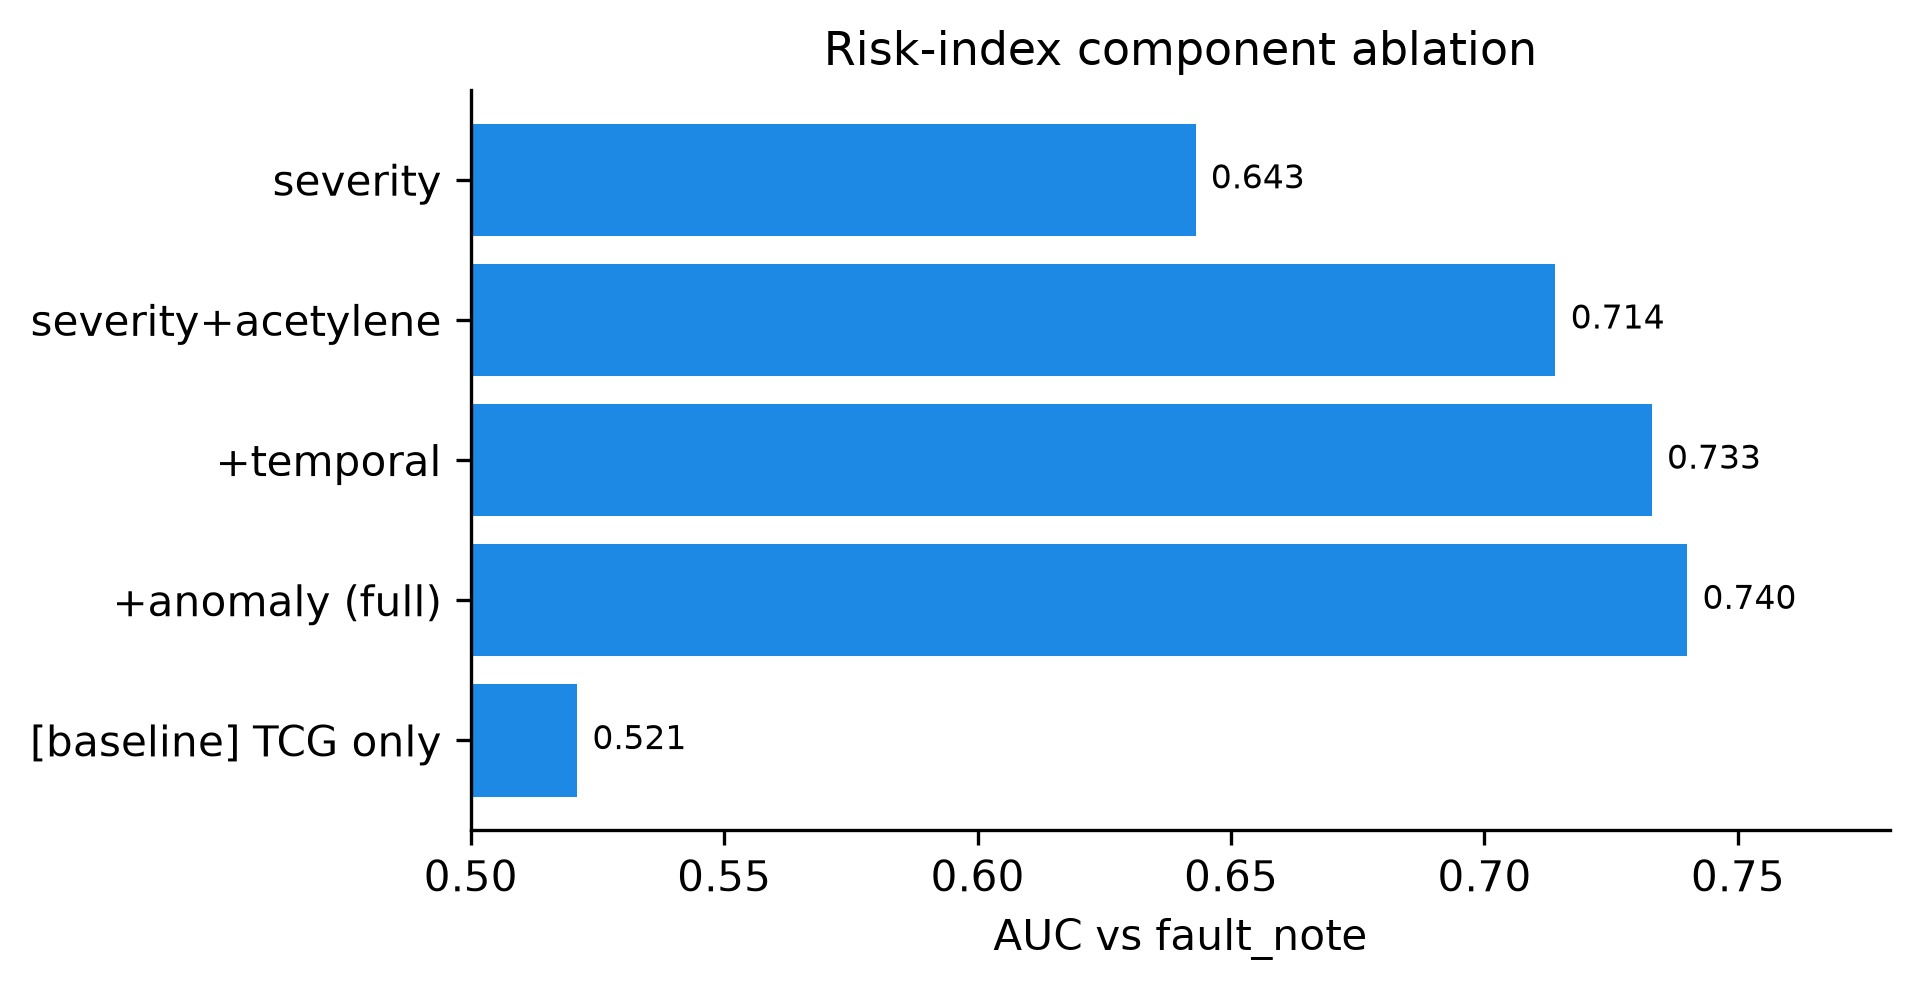 Risk-index component ablation
severity
0.643
severity+acetylene
0.714
+temporal
0.733
+anomaly (full)
0.740
[baseline] TCG only
0.521
0.50 0.55 0.60 0.65 0.70 0.75
AUC vs fault_note